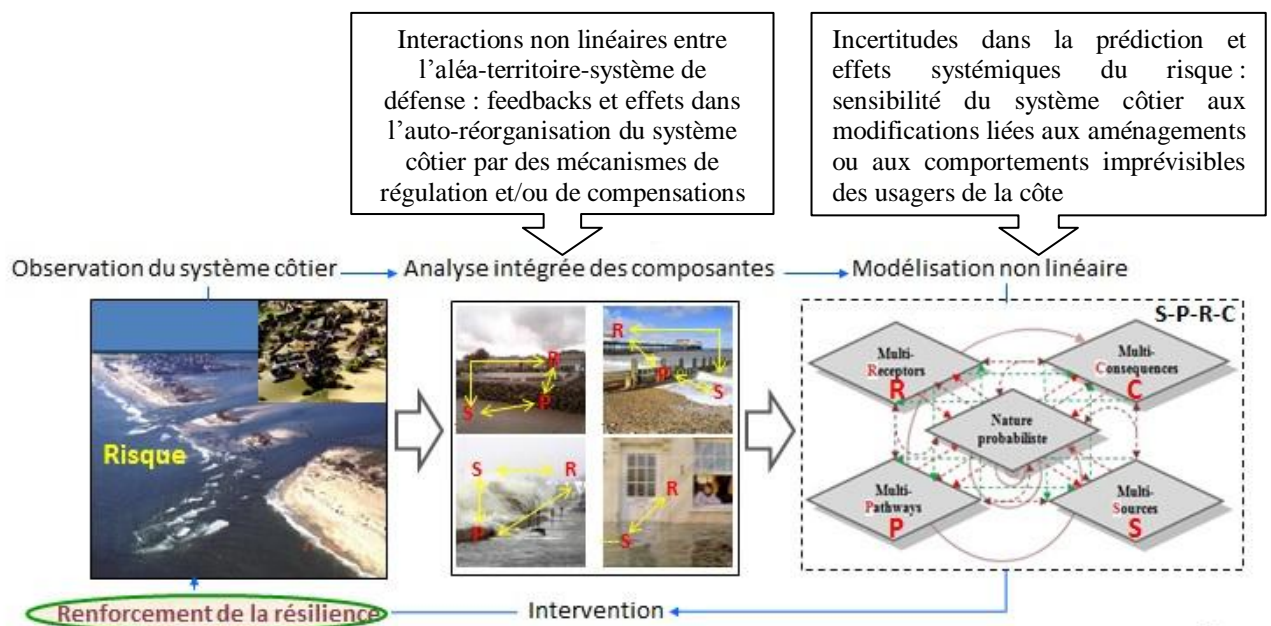 Interactions non linéaires entre
l'aléa-territoire-système de
défense : feedbacks et effets dans
l'auto-réorganisation du système
côtier par des mécanismes de
régulation et/ou de compensations
Incertitudes dans la prédiction et
effets systémiques du risque :
sensibilité du système côtier aux
modifications liées aux aménagements
ou aux comportements imprévisibles
des usagers de la côte
Observation du système côtier
Analyse intégrée des composantes
Modélisation non linéaire
Risque
R
S
P
R
P
S
S
R
P
R
S
S-P-R-C
Multi-
Receptors
R
Multi-
Consequences
C
Nature
probabiliste
Multi-
Pathways
P
Multi-
Sources
S
Renforcement de la résilience
Intervention